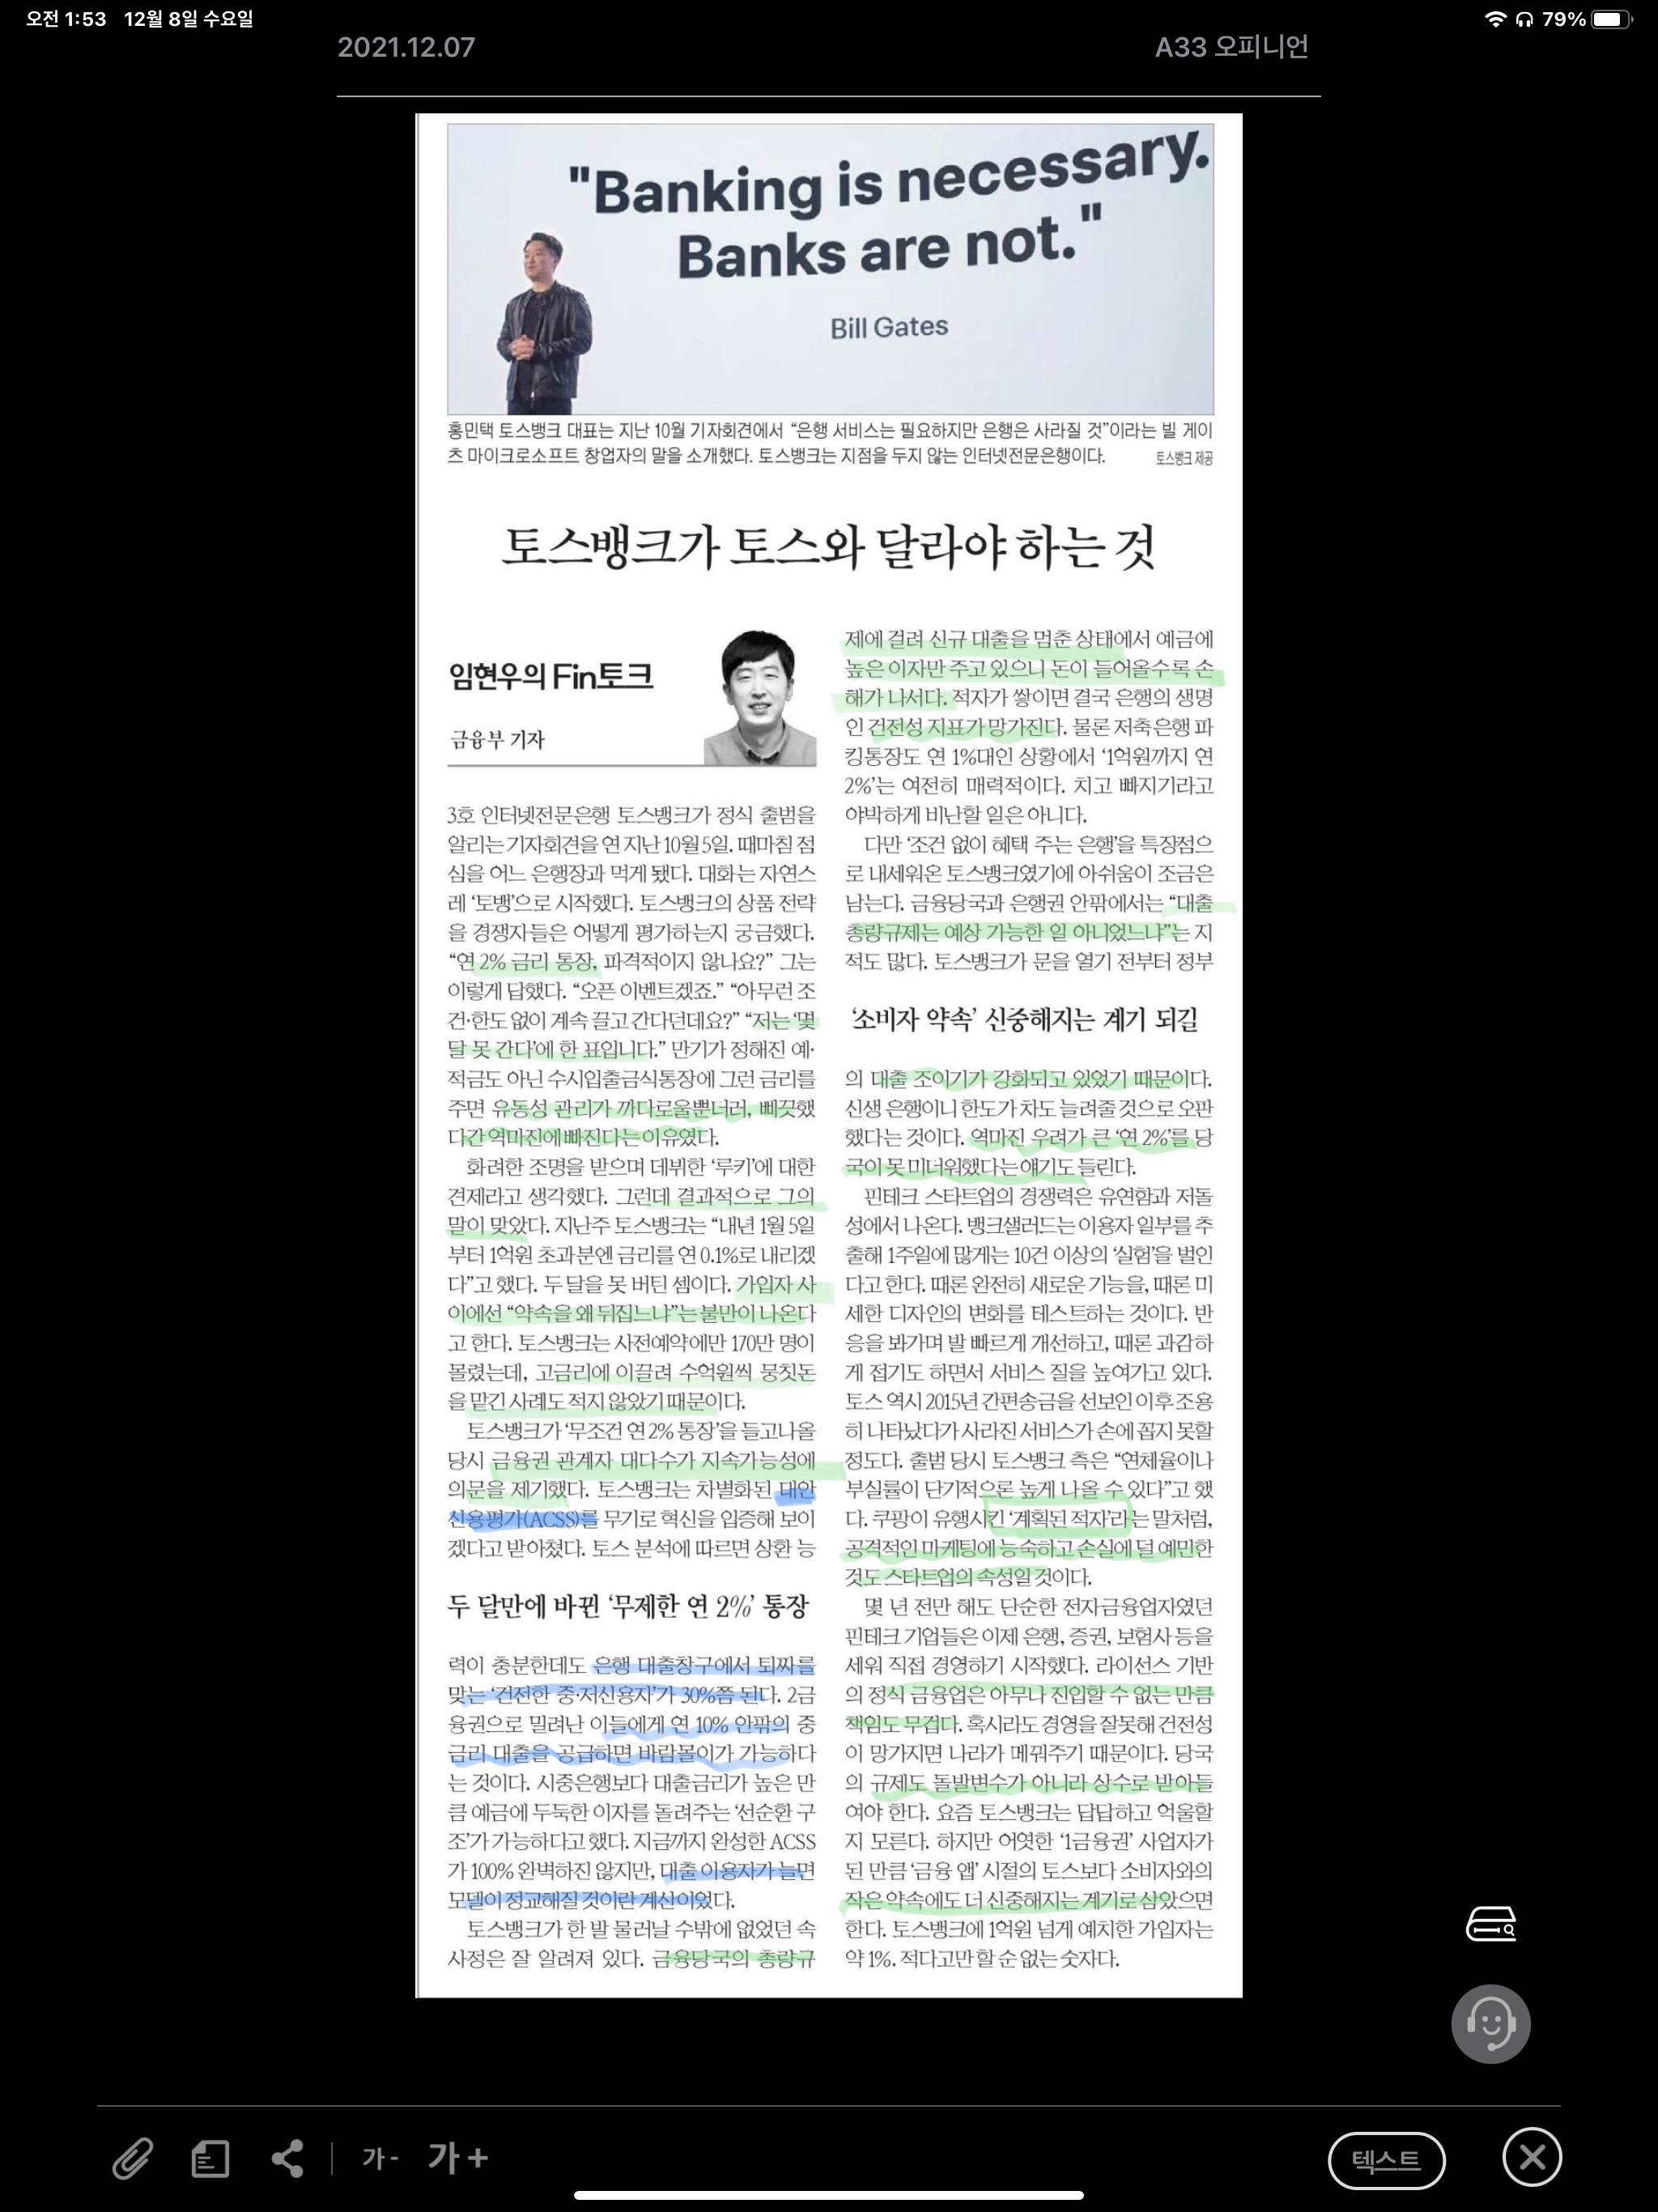 오전 1:53 12월 8일 수요일
79%
2021.12.07
A33 오피니언
"Banking is necessary.
Banks are not."
Bill Gates
홍민택 토스뱅크 대표는 지난 10월 기자회견에서 “은행 서비스는 필요하지만 은행은 사라질 것”이라는 빌 게이
츠 마이크로소프트 창업자의 말을 소개했다. 토스뱅크는 지점을 두지 않는 인터넷전문은행이다.
토스뱅크 제공
토스뱅크가 토스와 달라야 하는 것
임현우의 Fin토크
금융부 기자
3호 인터넷전문은행 토스뱅크가 정식 출범을
알리는 기자회견을 연 지난 10월 5일. 때마침 점
심을 어느 은행장과 먹게 됐다. 대화는 자연스
레 ‘토뱅’으로 시작했다. 토스뱅크의 상품 전략
을 경쟁자들은 어떻게 평가하는지 궁금했다.
“연 2% 금리 통장, 파격적이지 않나요?” 그는
이렇게 답했다. “오픈 이벤트겠죠.” “아무런 조
건·한도 없이 계속 끌고 간다던데요?” “저는 ‘몇
달 못 간다’에 한 표입니다.” 만기가 정해진 예·
적금도 아닌 수시입출금식통장에 그런 금리를
주면 유동성 관리가 까다로울뿐더러, 삐끗했
다간 역마진에 빠진다는 이유였다.
화려한 조명을 받으며 데뷔한 ‘루키’에 대한
견제라고 생각했다. 그런데 결과적으로 그의
말이 맞았다. 지난주 토스뱅크는 “내년 1월 5일
부터 1억원 초과분엔 금리를 연 0.1%로 내리겠
다”고 했다. 두 달을 못 버틴 셈이다. 가입자 사
이에선 “약속을 왜 뒤집느냐”는 불만이 나온다
고 한다. 토스뱅크는 사전예약에만 170만 명이
몰렸는데, 고금리에 이끌려 수억원씩 뭉칫돈
을 맡긴 사례도 적지 않았기 때문이다.
토스뱅크가 ‘무조건 연 2% 통장’을 들고나올
당시 금융권 관계자 대다수가 지속가능성에
의문을 제기했다. 토스뱅크는 차별화된 대안
신용평가(ACSS)를 무기로 혁신을 입증해 보이
겠다고 받아쳤다. 토스 분석에 따르면 상환 능
두 달만에 바뀐 ‘무제한 연 2%’ 통장
력이 충분한데도 은행 대출창구에서 퇴짜를
맞는 ‘건전한 중·저신용자’가 30%쯤 된다. 2금
융권으로 밀려난 이들에게 연 10% 안팎의 중
금리 대출을 공급하면 바람몰이가 가능하다
는 것이다. 시중은행보다 대출금리가 높은 만
큼 예금에 두둑한 이자를 돌려주는 ‘선순환 구
조’가 가능하다고 했다. 지금까지 완성한 ACSS
가 100% 완벽하진 않지만, 대출 이용자가 늘면
모델이 정교해질 것이란 계산이었다.
토스뱅크가 한 발 물러날 수밖에 없었던 속
사정은 잘 알려져 있다. 금융당국의 총량규
제에 걸려 신규 대출을 멈춘 상태에서 예금에
높은 이자만 주고 있으니 돈이 들어올수록 손
해가 나서다. 적자가 쌓이면 결국 은행의 생명
인 건전성 지표가 망가진다. 물론 저축은행 파
킹통장도 연 1%대인 상황에서 ‘1억원까지 연
2%’는 여전히 매력적이다. 치고 빠지기라고
야박하게 비난할 일은 아니다.
다만 ‘조건 없이 혜택 주는 은행’을 특장점으
로 내세워온 토스뱅크였기에 아쉬움이 조금은
남는다. 금융당국과 은행권 안팎에서는 “대출
총량규제는 예상 가능한 일 아니었느냐”는 지
적도 많다. 토스뱅크가 문을 열기 전부터 정부
‘소비자 약속’ 신중해지는 계기 되길
의 대출 조이기가 강화되고 있었기 때문이다.
신생 은행이니 한도가 차도 늘려줄 것으로 오판
했다는 것이다. 역마진 우려가 큰 ‘연 2%’를 당
국이 못 미더워했다는 얘기도 들린다.
핀테크 스타트업의 경쟁력은 유연함과 저돌
성에서 나온다. 뱅크샐러드는 이용자 일부를 추
출해 1주일에 많게는 10건 이상의 ‘실험’을 벌인
다고 한다. 때론 완전히 새로운 기능을, 때론 미
세한 디자인의 변화를 테스트하는 것이다. 반
응을 봐가며 발 빠르게 개선하고, 때론 과감하
게 접기도 하면서 서비스 질을 높여가고 있다.
토스 역시 2015년 간편송금을 선보인 이후 조용
히 나타났다가 사라진 서비스가 손에 꼽지 못할
정도다. 출범 당시 토스뱅크 측은 “연체율이나
부실률이 단기적으로 높게 나올 수 있다”고 했
다. 쿠팡이 유행시킨 ‘계획된 적자’라는 말처럼,
공격적인 마케팅에 능숙하고 손실에 덜 예민한
것도 스타트업의 속성일 것이다.
몇 년 전만 해도 단순한 전자금융업자였던
핀테크 기업들은 이제 은행, 증권, 보험사 등을
세워 직접 경영하기 시작했다. 라이선스 기반
의 정식 금융업은 아무나 진입할 수 없는 만큼
책임도 무겁다. 혹시라도 경영을 잘못해 건전성
이 망가지면 나라가 메꿔주기 때문이다. 당국
의 규제도 돌발변수가 아니라 상수로 받아들
여야 한다. 요즘 토스뱅크는 답답하고 억울할
지 모른다. 하지만 어엿한 ‘1금융권’ 사업자가
된 만큼 ‘금융 앱’ 시절의 토스보다 소비자와의
작은 약속에도 더 신중해지는 계기로 삼았으면
한다. 토스뱅크에 1억원 넘게 예치한 가입자는
약 1%. 적다고만 할 순 없는 숫자다.
가- 가+
텍스트